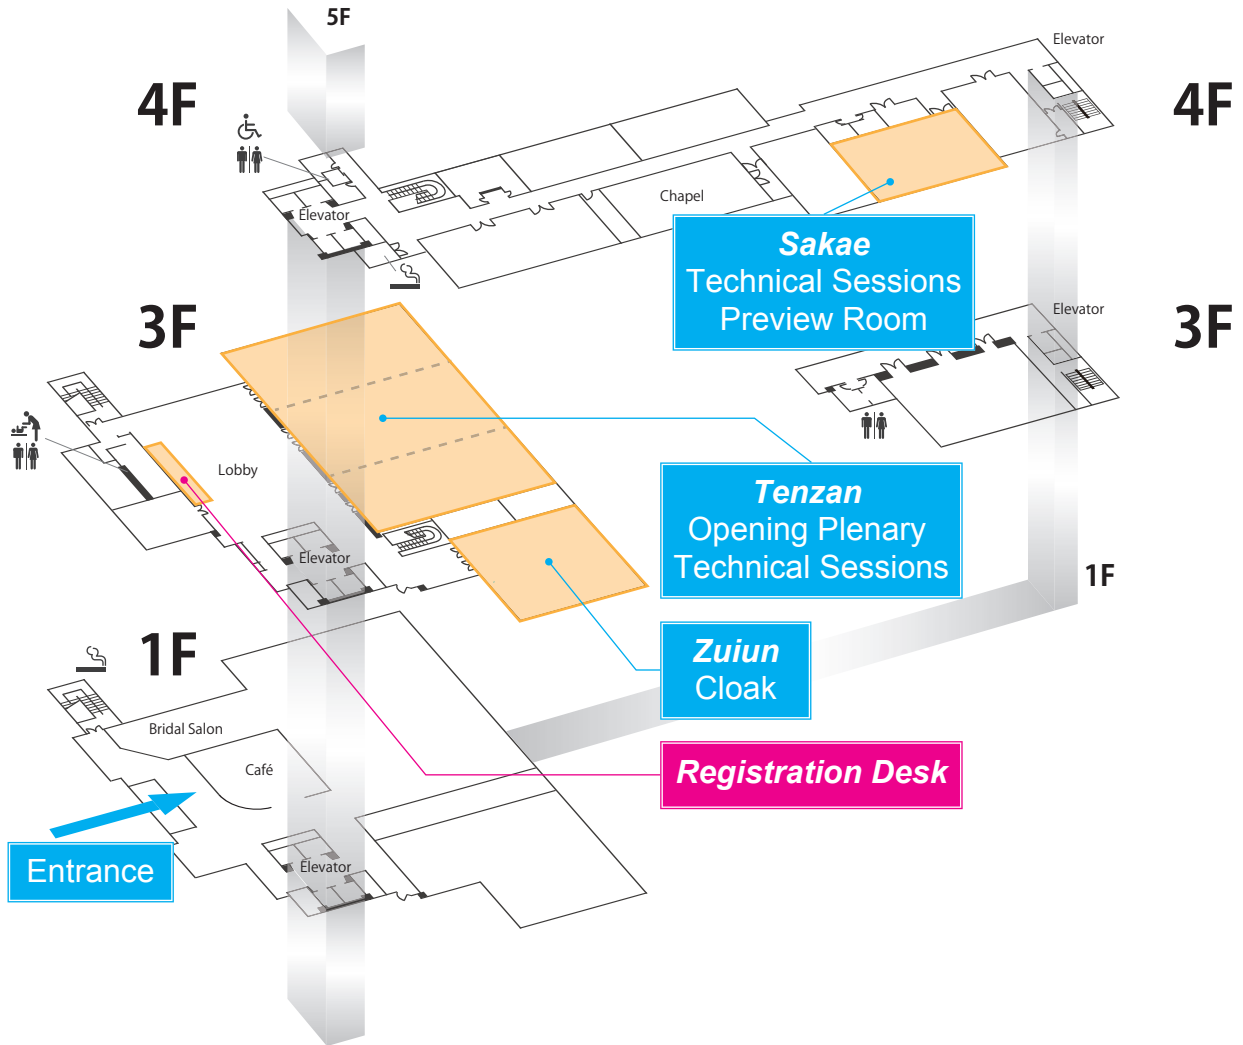 5F
Elevator
4F
4F
Chapel
Elevator
Sakae
Technical Sessions
Preview Room
3F
Elevator
3F
Lobby
Tenzan
Opening Plenary
Technical Sessions
Elevator
1F
1F
Zuiun
Cloak
Bridal Salon
Café
Registration Desk
Entrance
Elevator